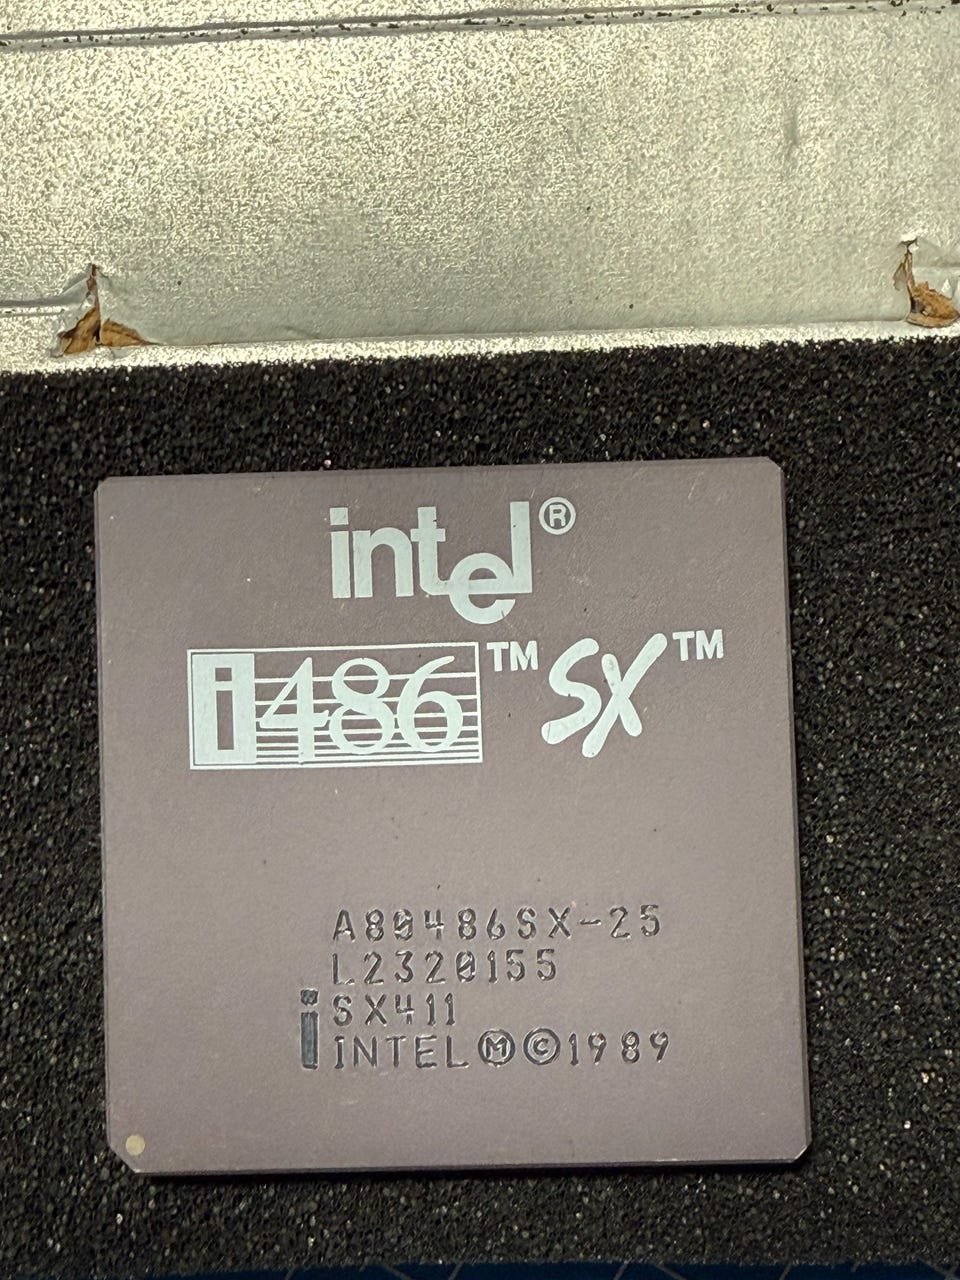 intel®
i486™ SX™
A80486SX-25
L2320155
SX411
i INTEL Ⓜ©1989